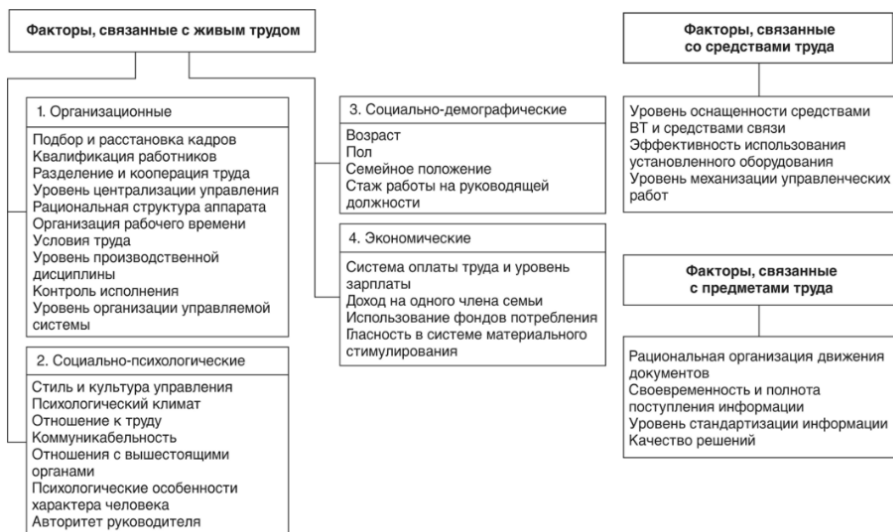 Факторы, связанные с живым трудом
1. Организационные
Подбор и расстановка кадров
Квалификация работников
Разделение и кооперация труда
Уровень централизации управления
Рациональная структура аппарата
Организация рабочего времени
Условия труда
Уровень производственной
дисциплины
Контроль исполнения
Уровень организации управляемой
системы
2. Социально-психологические
Стиль и культура управления
Психологический климат
Отношение к труду
Коммуникабельность
Отношения с вышестоящими
органами
Психологические особенности
характера человека
Авторитет руководителя
3. Социально-демографические
Возраст
Пол
Семейное положение
Стаж работы на руководящей
должности
4. Экономические
Система оплаты труда и уровень
зарплаты
Доход на одного члена семьи
Использование фондов потребления
Гласность в системе материального
стимулирования
Факторы, связанные
со средствами труда
Уровень оснащенности средствами
ВТ и средствами связи
Эффективность использования
установленного оборудования
Уровень механизации управленческих
работ
Факторы, связанные
с предметами труда
Рациональная организация движения
документов
Своевременность и полнота
поступления информации
Уровень стандартизации информации
Качество решений